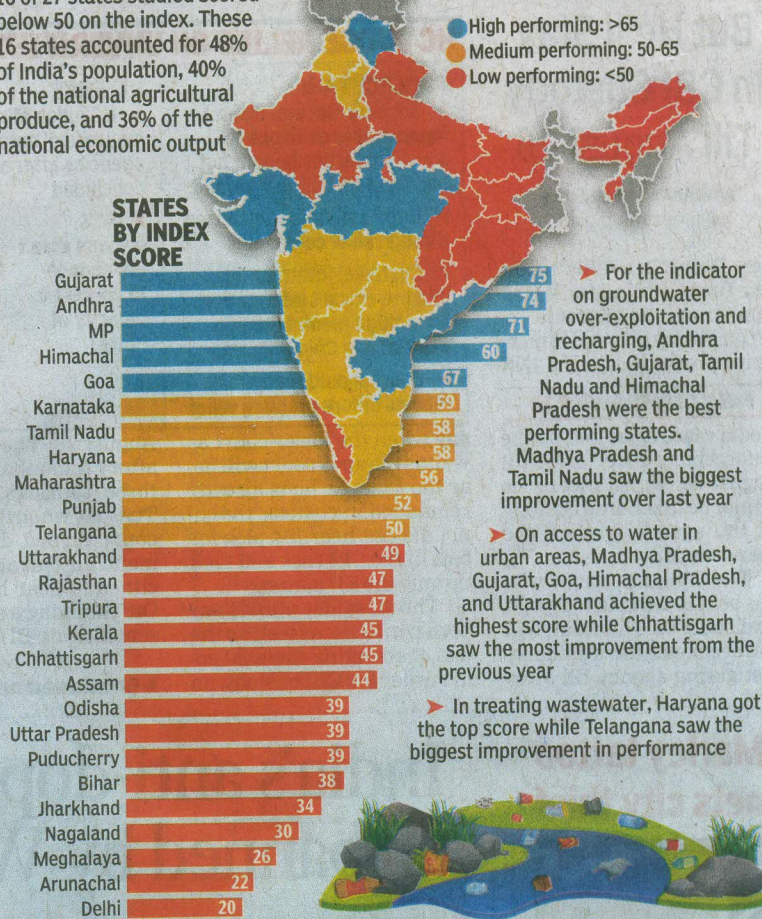 16 of 27 states studied scored
below 50 on the index. These
16 states accounted for 48%
of India's population, 40%
of the national agricultural
produce, and 36% of the
national economic output
High performing: >65
Medium performing: 50-65
Low performing: <50
STATES
BY INDEX
SCORE
Gujarat 75
Andhra 74
MP 71
Himachal 60
Goa 67
Karnataka 59
Tamil Nadu 58
Haryana 58
Maharashtra 56
Punjab 52
Telangana 50
Uttarakhand 49
Rajasthan 47
Tripura 47
Kerala 45
Chhattisgarh 45
Assam 44
Odisha 39
Uttar Pradesh 39
Puducherry 39
Bihar 38
Jharkhand 34
Nagaland 30
Meghalaya 26
Arunachal 22
Delhi 20
➤ For the indicator
on groundwater
over-exploitation and
recharging, Andhra
Pradesh, Gujarat, Tamil
Nadu and Himachal
Pradesh were the best
performing states.
Madhya Pradesh and
Tamil Nadu saw the biggest
improvement over last year
➤ On access to water in
urban areas, Madhya Pradesh,
Gujarat, Goa, Himachal Pradesh,
and Uttarakhand achieved the
highest score while Chhattisgarh
saw the most improvement from the
previous year
➤ In treating wastewater, Haryana got
the top score while Telangana saw the
biggest improvement in performance